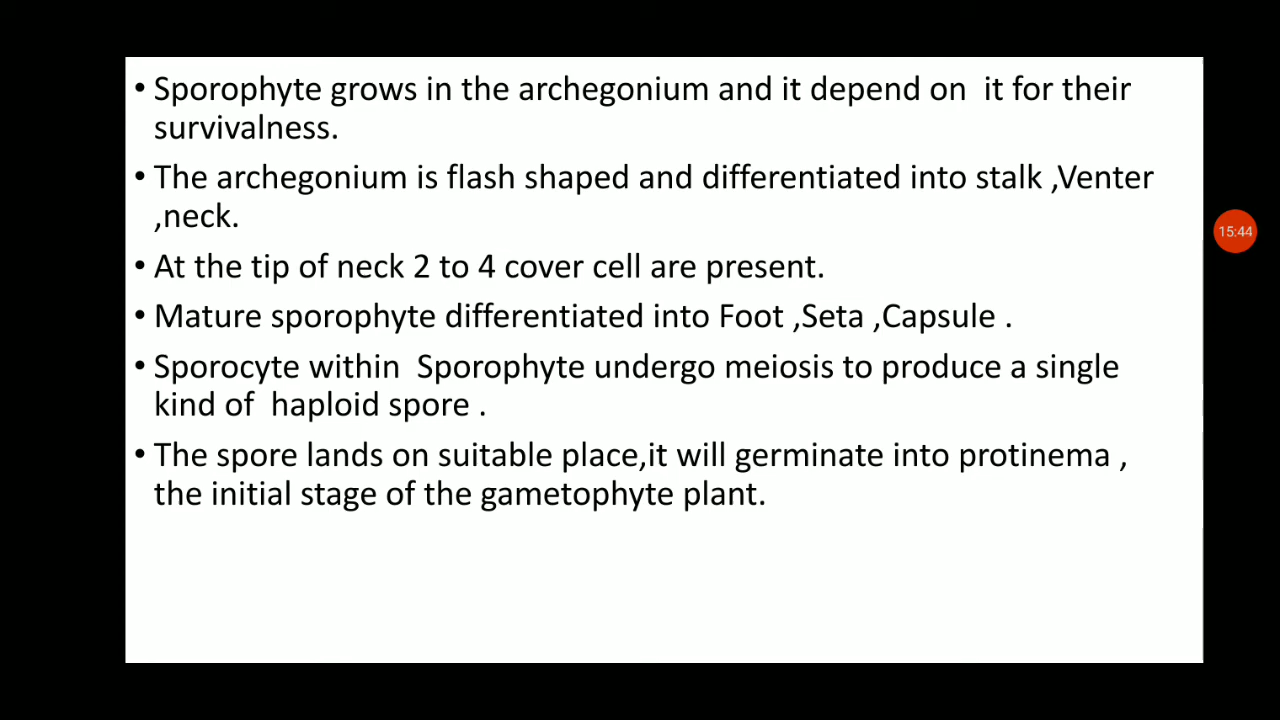 • Sporophyte grows in the archegonium and it depend on  it for their
survivalness.
• The archegonium is flash shaped and differentiated into stalk ,Venter
,neck.
• At the tip of neck 2 to 4 cover cell are present.
• Mature sporophyte differentiated into Foot ,Seta ,Capsule .
• Sporocyte within  Sporophyte undergo meiosis to produce a single
kind of  haploid spore .
• The spore lands on suitable place,it will germinate into protinema ,
the initial stage of the gametophyte plant.
15:44